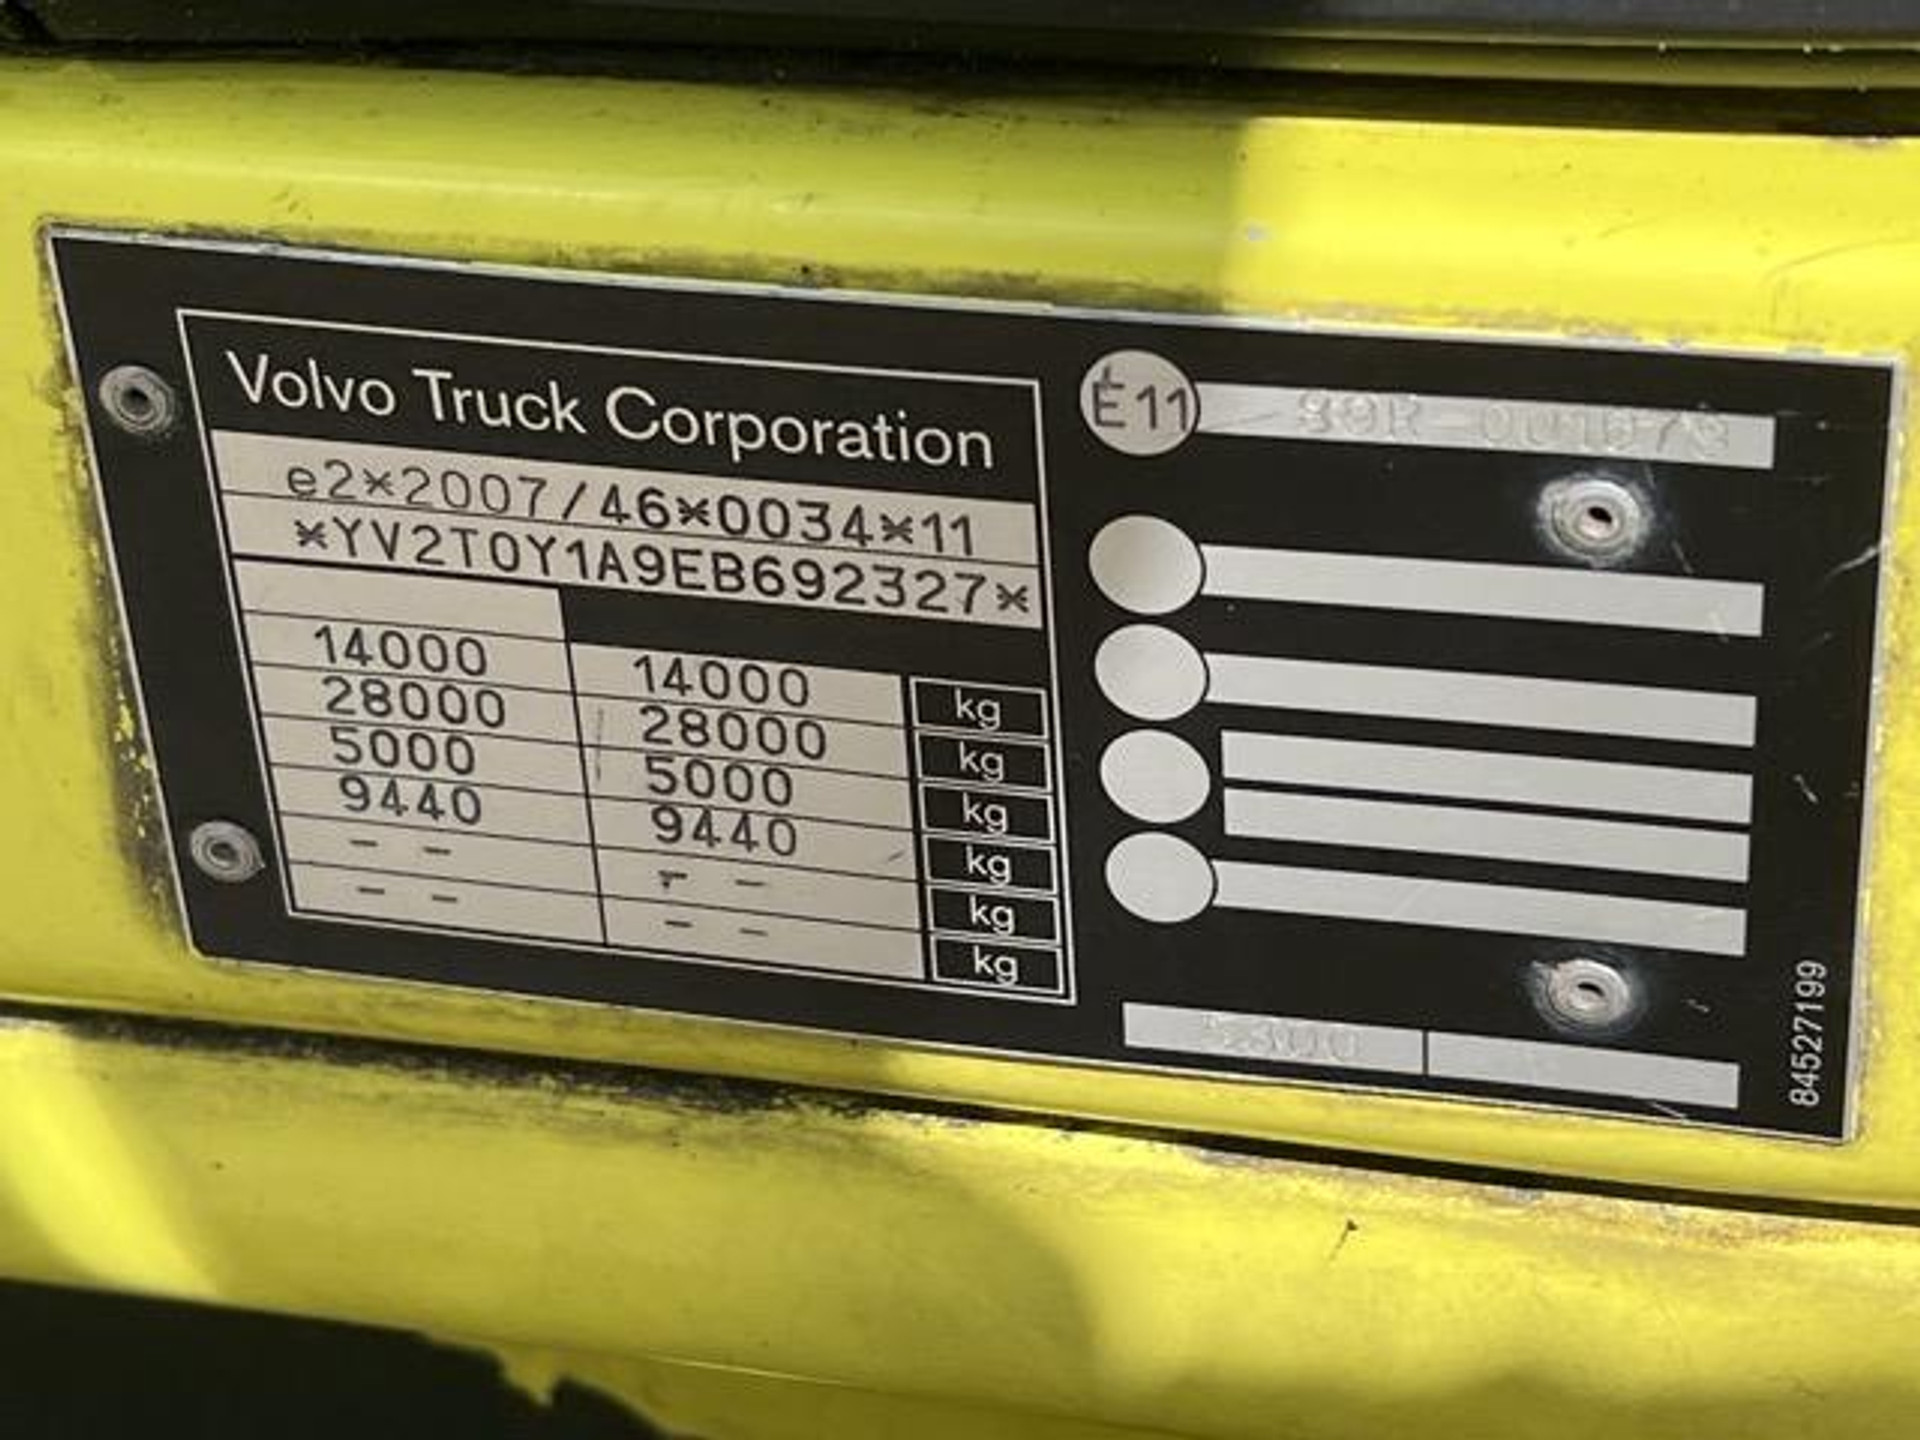 Volvo Truck Corporation
e2*2007/46*0034*11
*YV2T0Y1A9EB692327*
14000 14000 kg
28000 28000 kg
5000 5000 kg
9440 9440 kg
- - - - kg
- - - - kg
E11
84527199